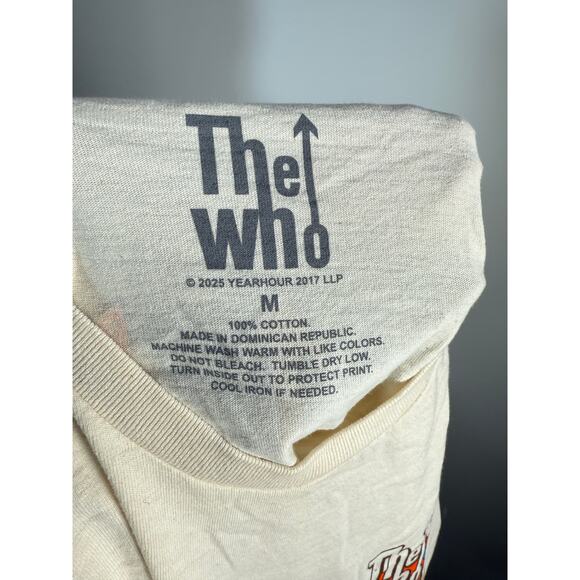 The
who
© 2025 YEARHOUR 2017 LLP
M
100% COTTON.
MADE IN DOMINICAN REPUBLIC.
MACHINE WASH WARM WITH LIKE COLORS.
DO NOT BLEACH. TUMBLE DRY LOW.
TURN INSIDE OUT TO PROTECT PRINT.
COOL IRON IF NEEDED.
The